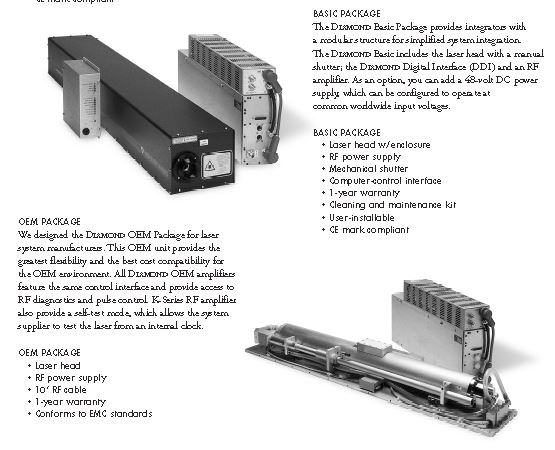 CE mark compliant
BASIC PACKAGE
The DIAMOND Basic Package provides integrators with
a modular structure for simplified system integration.
The DIAMOND Basic includes the laser head with a manual
shutter; the DIAMOND Digital Interface (DDI) and an RF
amplifier. As an option, you can add a 48-volt DC power
supply, which can be configured to operate at
common worldwide input voltages.
BASIC PACKAGE
• Laser head w/enclosure
• RF power supply
• Mechanical shutter
• Computer-control interface
• 1-year warranty
• Cleaning and maintenance kit
• User-installable
• CE mark compliant
OEM PACKAGE
We designed the DIAMOND OEM Package for laser
system manufacturers. This OEM unit provides the
greatest flexibility and the best cost compatibility for
the OEM environment. All DIAMOND OEM amplifiers
feature the same control interface and provide access to
RF diagnostics and pulse control. K-Series RF amplifier
also provide a self-test mode, which allows the system
supplier to test the laser from an internal clock.
OEM PACKAGE
• Laser head
• RF power supply
• 10' RF cable
• 1-year warranty
• Conforms to EMC standards